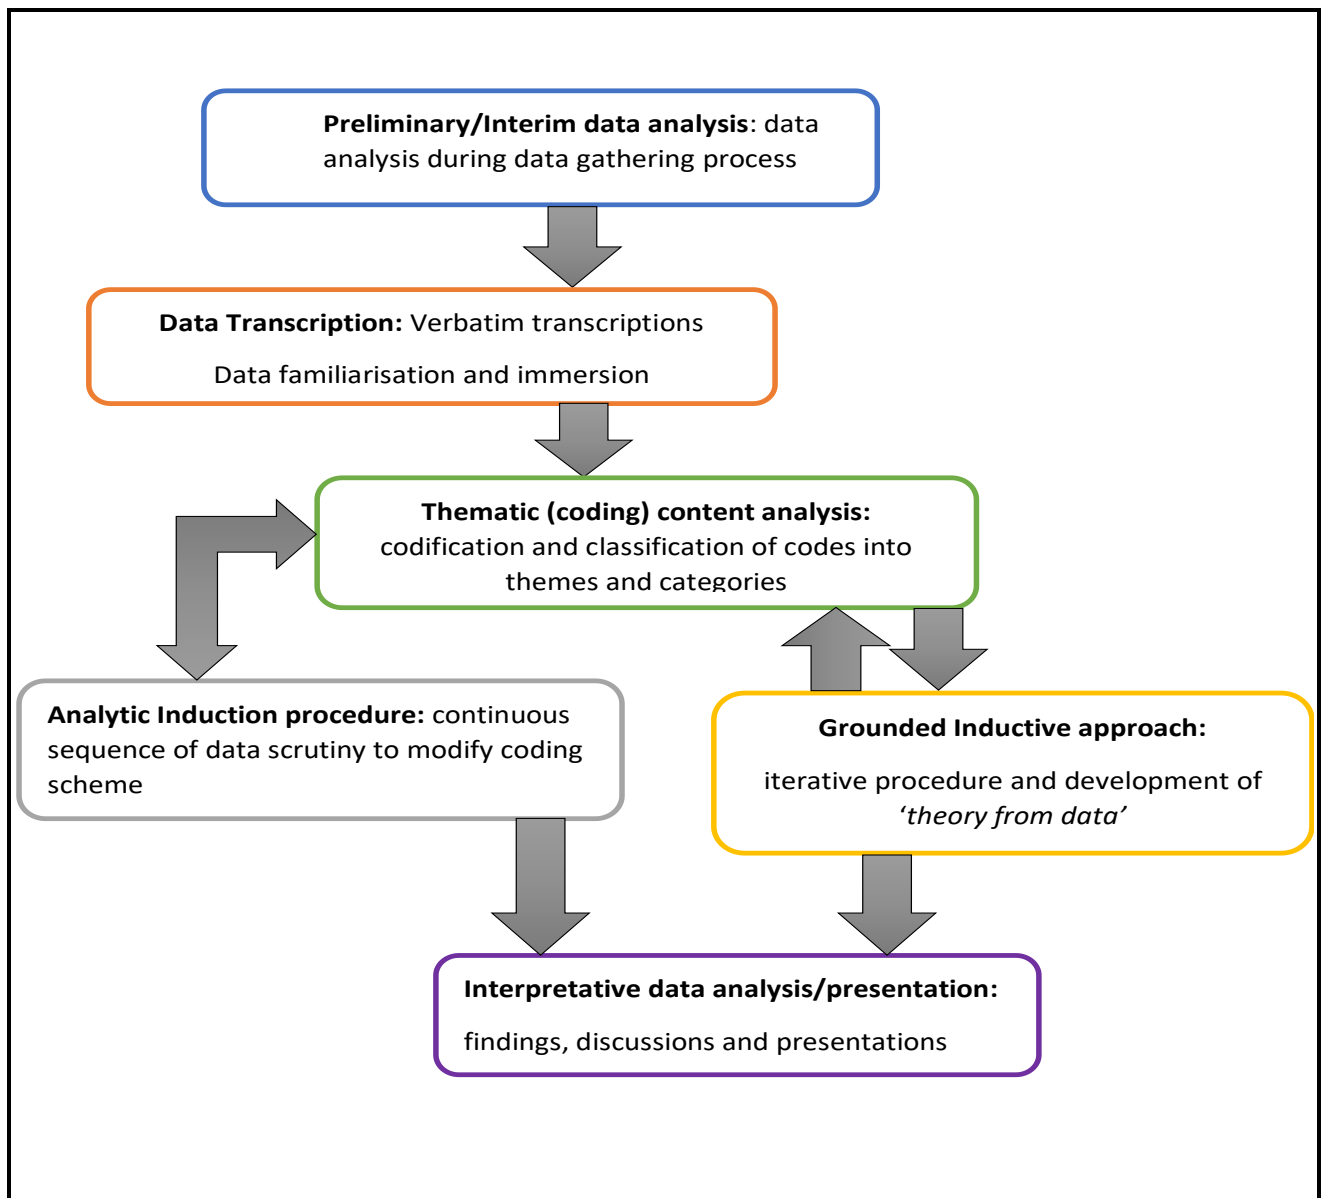 Preliminary/Interim data analysis: data
analysis during data gathering process
Data Transcription: Verbatim transcriptions
Data familiarisation and immersion
Thematic (coding) content analysis:
codification and classification of codes into
themes and categories
Analytic Induction procedure: continuous
sequence of data scrutiny to modify coding
scheme
Grounded Inductive approach:
iterative procedure and development of
‘theory from data’
Interpretative data analysis/presentation:
findings, discussions and presentations